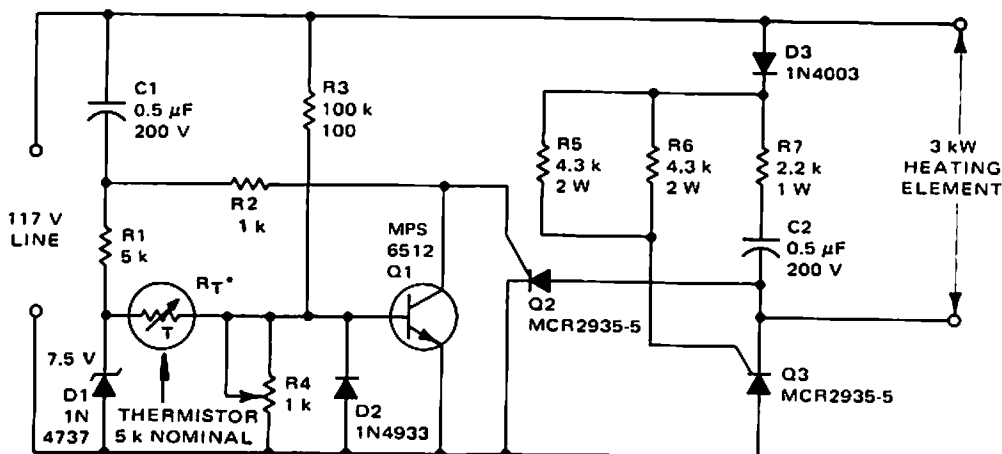 C1
0.5 µF
200 V
R3
100 k
100
D3
1N4003
R5
4.3 k
2 W
R6
4.3 k
2 W
R7
2.2 k
1 W
3 kW
HEATING
ELEMENT
117 V
LINE
R1
5 k
R2
1 k
MPS
6512
Q1
C2
0.5 µF
200 V
RT*
T
Q2
MCR2935-5
7.5 V
D1
1N
4737
THERMISTOR
5 k NOMINAL
R4
1 k
D2
1N4933
Q3
MCR2935-5